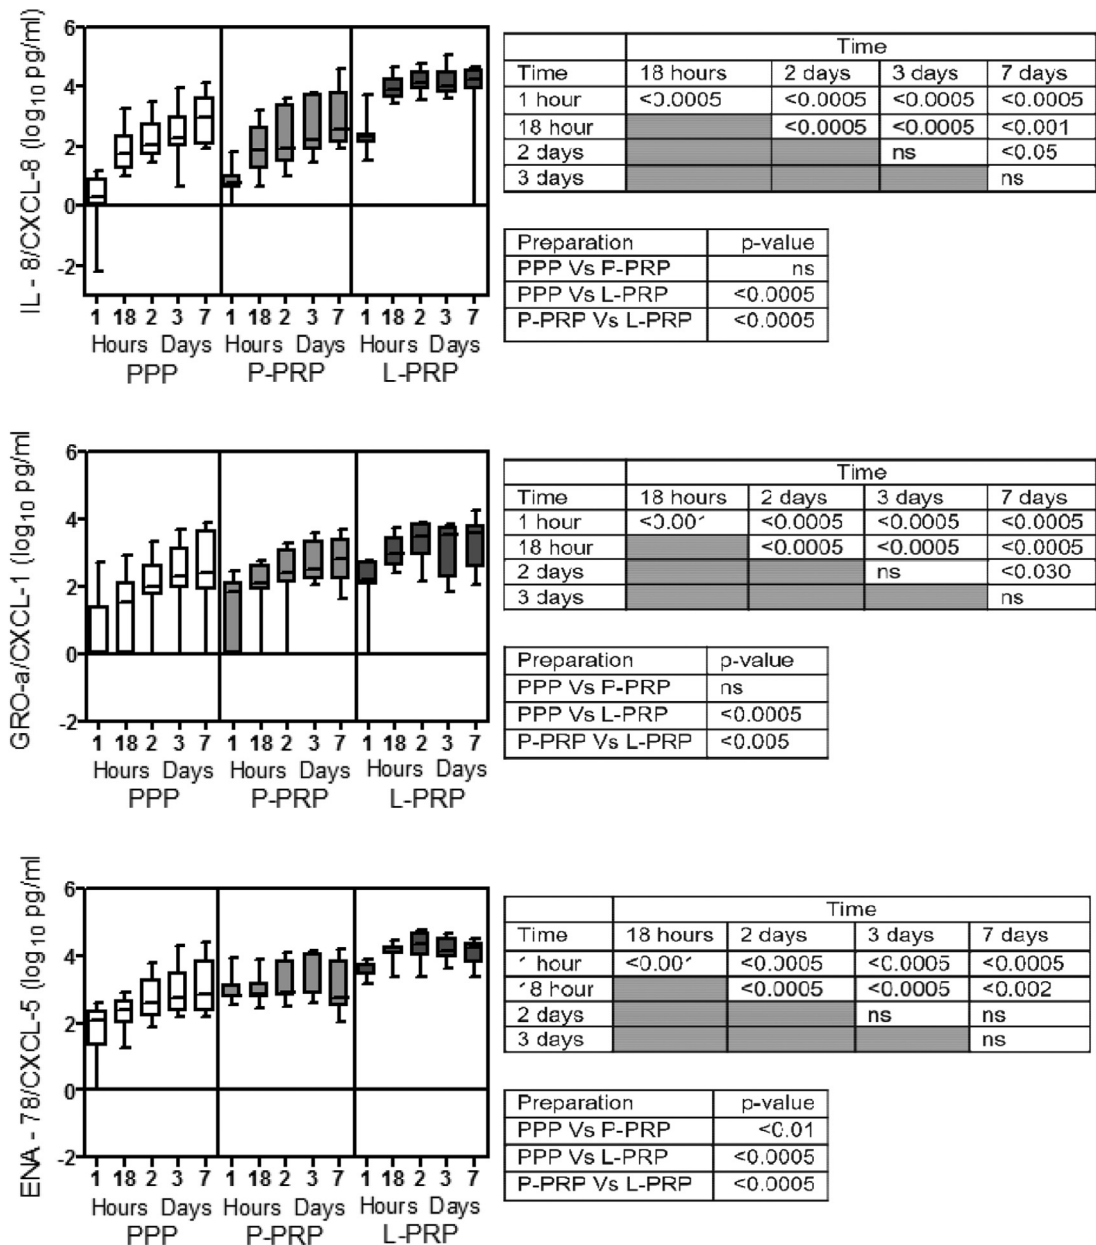 IL - 8/CXCL-8 (log10 pg/ml)
6
4
2
0
-2
1 18 2 3 7 1 18 2 3 7 1 18 2 3 7
Hours Days Hours Days Hours Days
PPP P-PRP L-PRP
Time
Time 18 hours 2 days 3 days 7 days
1 hour <0.0005 <0.0005 <0.0005 <0.0005
18 hour <0.0005 <0.0005 <0.001
2 days ns <0.05
3 days ns
Preparation p-value
PPP Vs P-PRP ns
PPP Vs L-PRP <0.0005
P-PRP Vs L-PRP <0.0005
GRO-a/CXCL-1 (log10 pg/ml
6
4
2
0
-2
1 18 2 3 7 1 18 2 3 7 1 18 2 3 7
Hours Days Hours Days Hours Days
PPP P-PRP L-PRP
Time
Time 18 hours 2 days 3 days 7 days
1 hour <0.001 <0.0005 <0.0005 <0.0005
18 hour <0.0005 <0.0005 <0.0005
2 days ns <0.030
3 days ns
Preparation p-value
PPP Vs P-PRP ns
PPP Vs L-PRP <0.0005
P-PRP Vs L-PRP <0.005
ENA - 78/CXCL-5 (log10 pg/ml
6
4
2
0
-2
1 18 2 3 7 1 18 2 3 7 1 18 2 3 7
Hours Days Hours Days Hours Days
PPP P-PRP L-PRP
Time
Time 18 hours 2 days 3 days 7 days
1 hour <0.001 <0.0005 <0.0005 <0.0005
18 hour <0.0005 <0.0005 <0.002
2 days ns ns
3 days ns
Preparation p-value
PPP Vs P-PRP <0.01
PPP Vs L-PRP <0.0005
P-PRP Vs L-PRP <0.0005